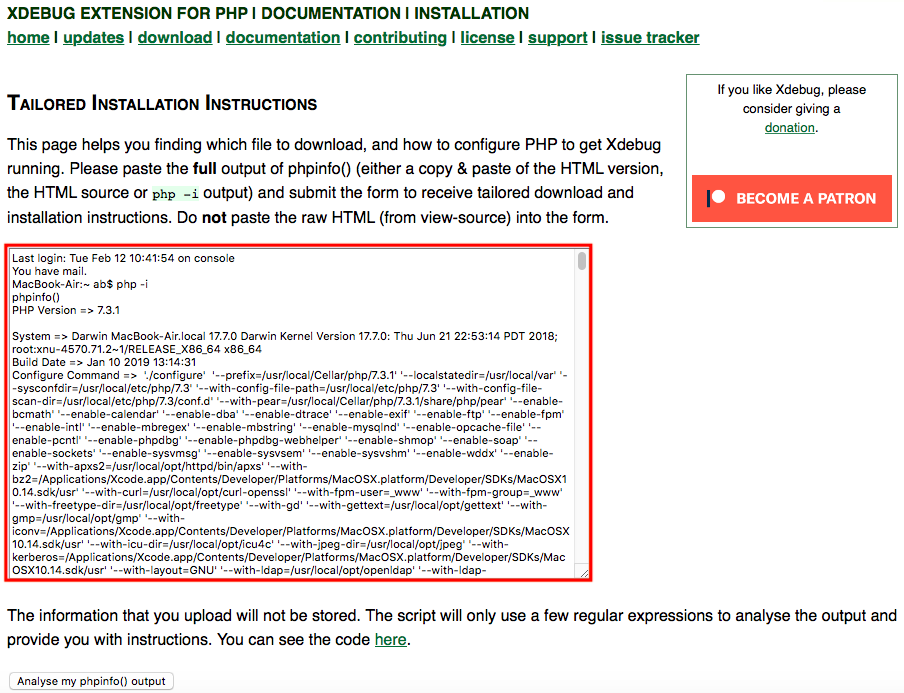 XDEBUG EXTENSION FOR PHP | DOCUMENTATION | INSTALLATION
home | updates | download | documentation | contributing | license | support | issue tracker
TAILORED INSTALLATION INSTRUCTIONS
This page helps you finding which file to download, and how to configure PHP to get Xdebug
running. Please paste the full output of phpinfo() (either a copy & paste of the HTML version,
the HTML source or php -i output) and submit the form to receive tailored download and
installation instructions. Do not paste the raw HTML (from view-source) into the form.
If you like Xdebug, please
consider giving a
donation.
BECOME A PATRON
Last login: Tue Feb 12 10:41:54 on console
You have mail.
MacBook-Air:~ ab$ php -i
phpinfo()
PHP Version => 7.3.1
System => Darwin MacBook-Air.local 17.7.0 Darwin Kernel Version 17.7.0: Thu Jun 21 22:53:14 PDT 2018;
root:xnu-4570.71.2~1/RELEASE_X86_64 x86_64
Build Date => Jan 10 2019 13:14:31
Configure Command =>  './configure'  '--prefix=/usr/local/Cellar/php/7.3.1' '--localstatedir=/usr/local/var' '-
-sysconfdir=/usr/local/etc/php/7.3' '--with-config-file-path=/usr/local/etc/php/7.3' '--with-config-file-
scan-dir=/usr/local/etc/php/7.3/conf.d' '--with-pear=/usr/local/Cellar/php/7.3.1/share/php/pear' '--enable-
bcmath' '--enable-calendar' '--enable-dba' '--enable-dtrace' '--enable-exif' '--enable-ftp' '--enable-fpm'
'--enable-intl' '--enable-mbregex' '--enable-mbstring' '--enable-mysqlnd' '--enable-opcache-file' '--
enable-pcntl' '--enable-phpdbg' '--enable-phpdbg-webhelper' '--enable-shmop' '--enable-soap' '--
enable-sockets' '--enable-sysvmsg' '--enable-sysvsem' '--enable-sysvshm' '--enable-wddx' '--enable-
zip' '--with-apxs2=/usr/local/opt/httpd/bin/apxs' '--with-
bz2=/Applications/Xcode.app/Contents/Developer/Platforms/MacOSX.platform/Developer/SDKs/MacOSX1
0.14.sdk/usr' '--with-curl=/usr/local/opt/curl-openssl' '--with-fpm-user=_www' '--with-fpm-group=_www'
'--with-freetype-dir=/usr/local/opt/freetype' '--with-gd' '--with-gettext=/usr/local/opt/gettext' '--with-
gmp=/usr/local/opt/gmp' '--with-
iconv=/Applications/Xcode.app/Contents/Developer/Platforms/MacOSX.platform/Developer/SDKs/MacOSX
10.14.sdk/usr' '--with-icu-dir=/usr/local/opt/icu4c' '--with-jpeg-dir=/usr/local/opt/jpeg' '--with-
kerberos=/Applications/Xcode.app/Contents/Developer/Platforms/MacOSX.platform/Developer/SDKs/Mac
OSX10.14.sdk/usr' '--with-layout=GNU' '--with-ldap=/usr/local/opt/openldap' '--with-ldap-
The information that you upload will not be stored. The script will only use a few regular expressions to analyse the output and
provide you with instructions. You can see the code here.
Analyse my phpinfo() output